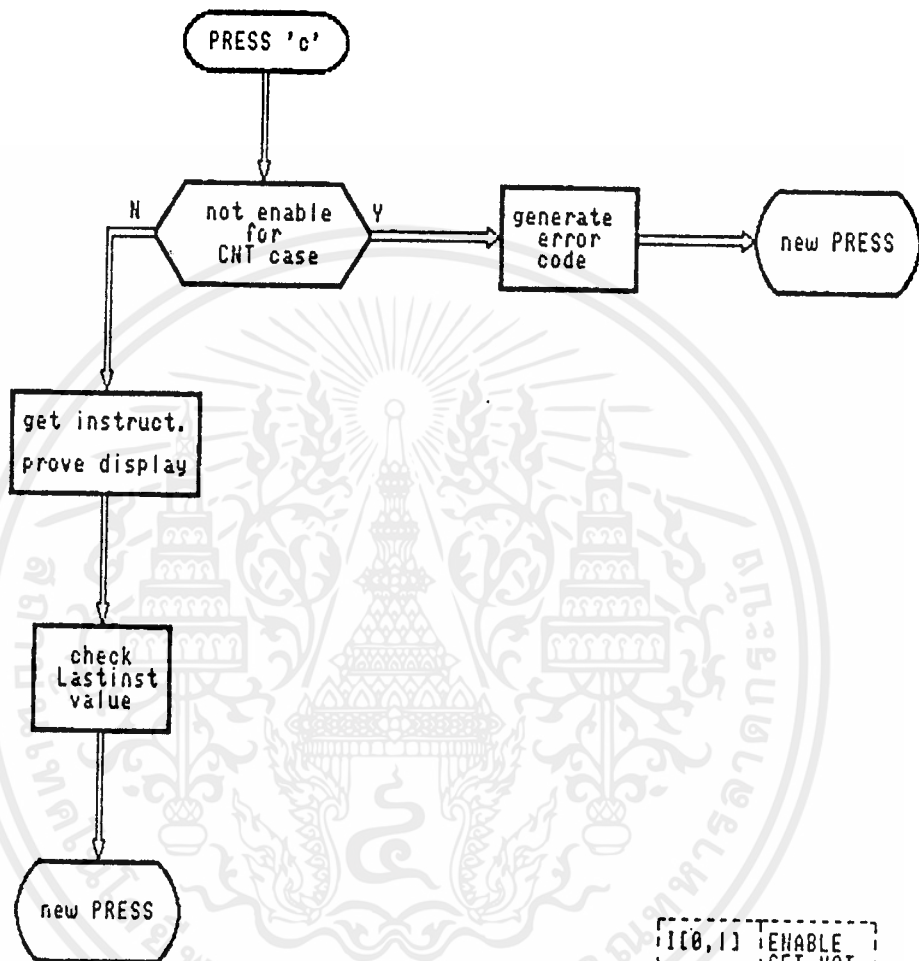 PRESS 'c'
N
not enable
for
CNT case
Y
generate
error
code
new PRESS
get instruct.
prove display
check
Lastinst
value
new PRESS
I[0,1] ENABLE